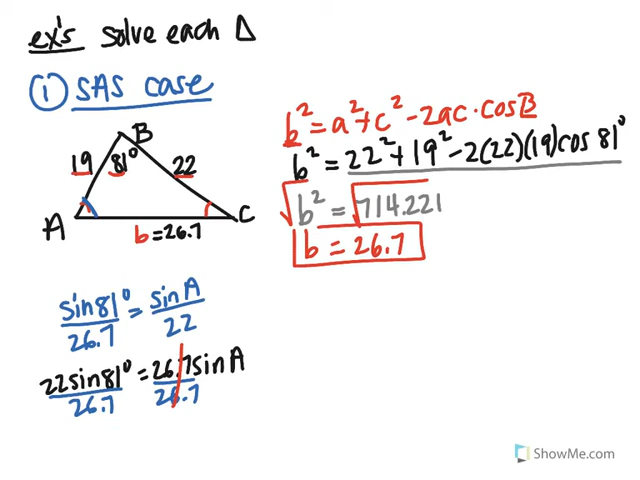 ex's solve each Δ
① SAS case
B
19 81° 22
A C
b = 26.7
b² = a² + c² - 2ac · cos B
b² = 22² + 19² - 2(22)(19) cos 81°
√b² = √714.221
b = 26.7
sin 81° / 26.7 = sin A / 22
22 sin 81° / 26.7 = 26.7 sin A / 26.7
ShowMe.com